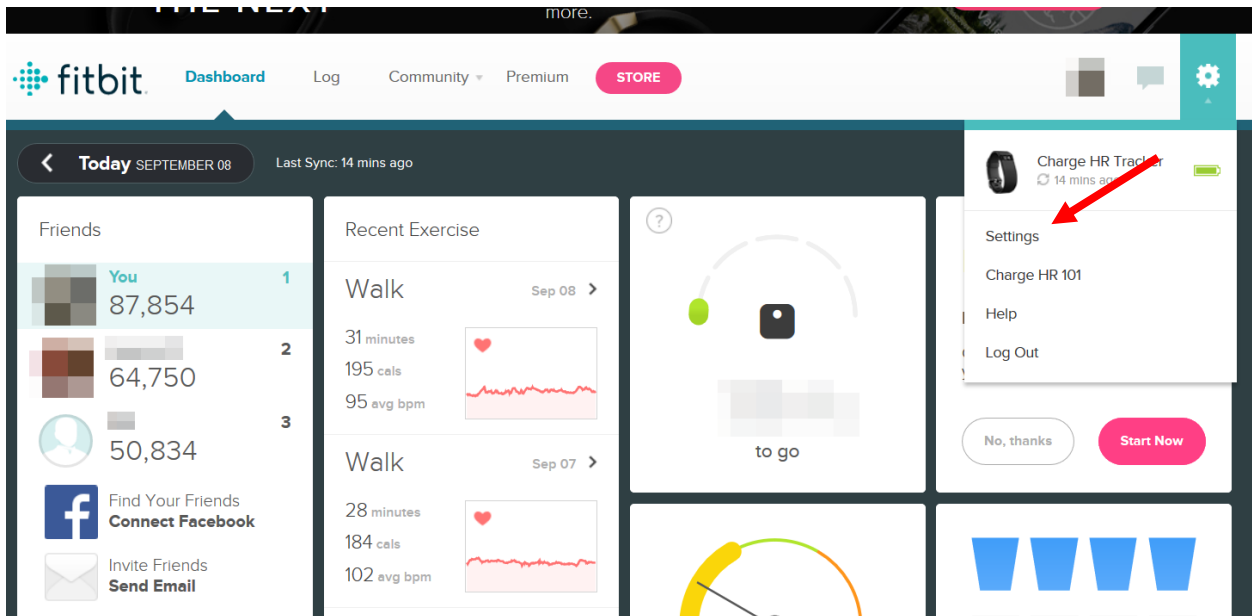 THE NEXT
more.
fitbit
Dashboard
Log
Community
Premium
STORE
Today SEPTEMBER 08
Last Sync: 14 mins ago
Charge HR Tracker
14 mins ago
Settings
Charge HR 101
Help
Log Out
Friends
You 1
87,854
2
64,750
3
50,834
Find Your Friends
Connect Facebook
Invite Friends
Send Email
Recent Exercise
Walk Sep 08
31 minutes
195 cals
95 avg bpm
Walk Sep 07
28 minutes
184 cals
102 avg bpm
?
to go
No, thanks
Start Now